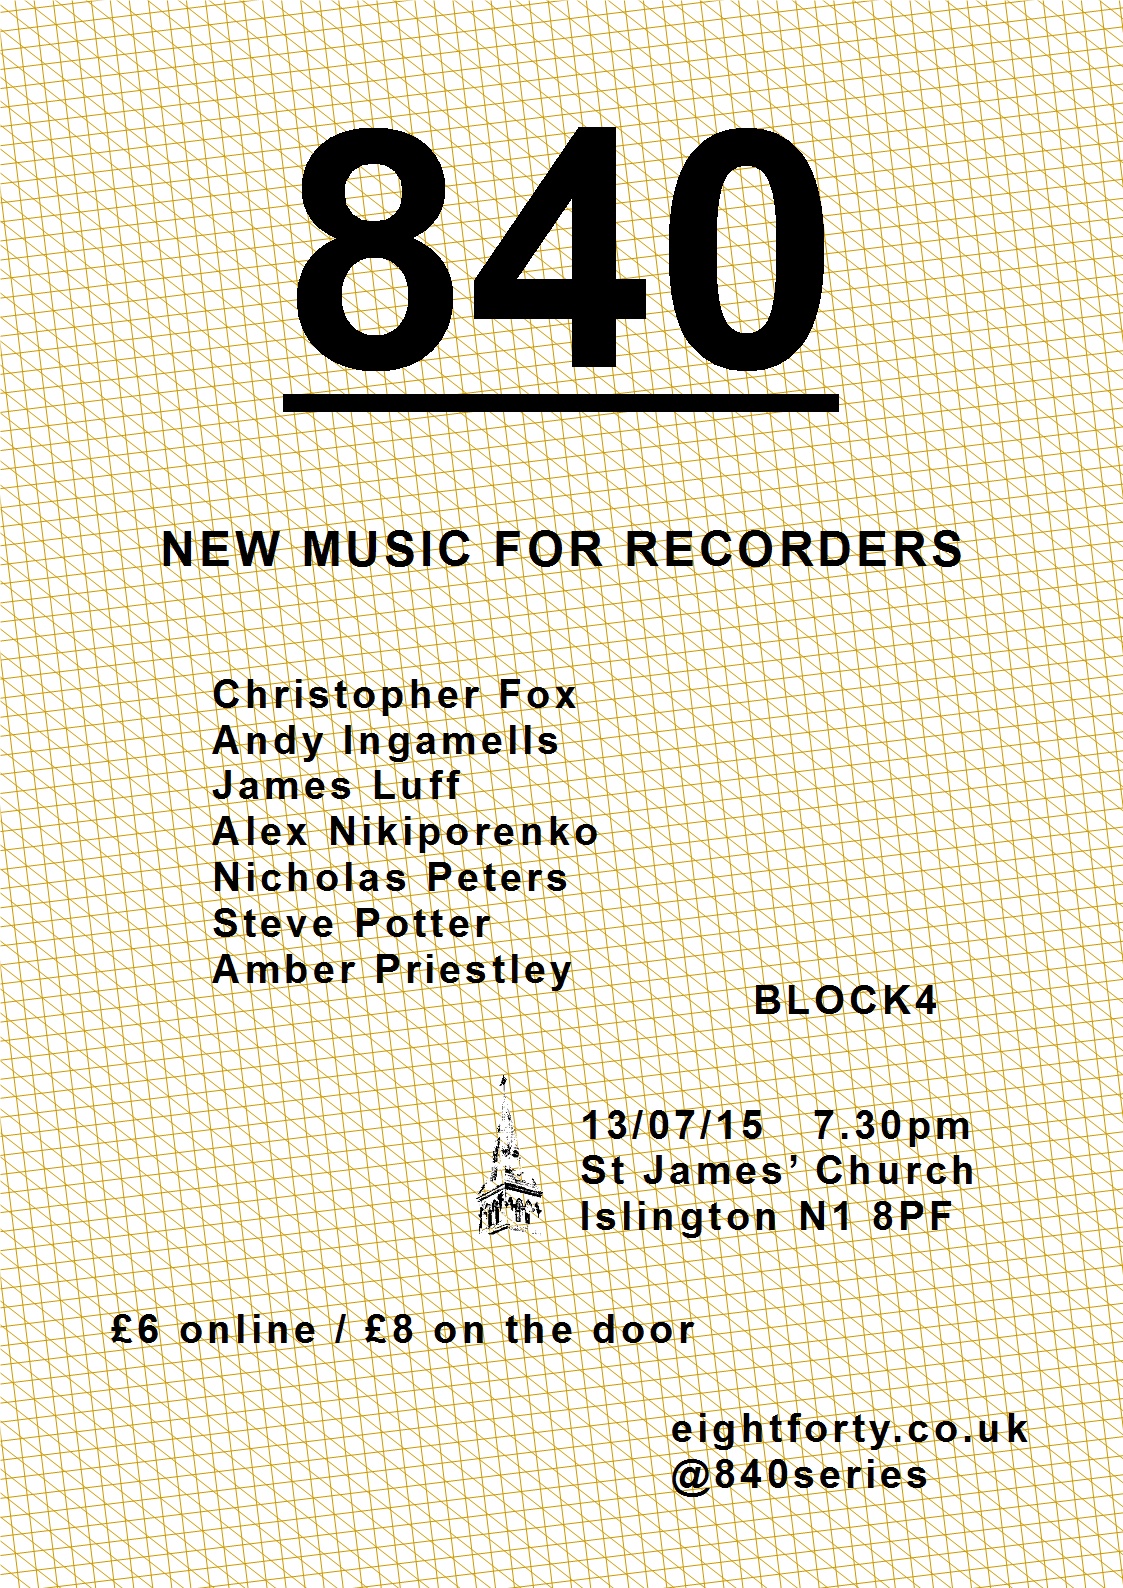 840
NEW MUSIC FOR RECORDERS
Christopher Fox
Andy Ingamells
James Luff
Alex Nikiporenko
Nicholas Peters
Steve Potter
Amber Priestley
BLOCK4
13/07/15 7.30pm
St James’ Church
Islington N1 8PF
£6 online / £8 on the door
eightforty.co.uk
@840series